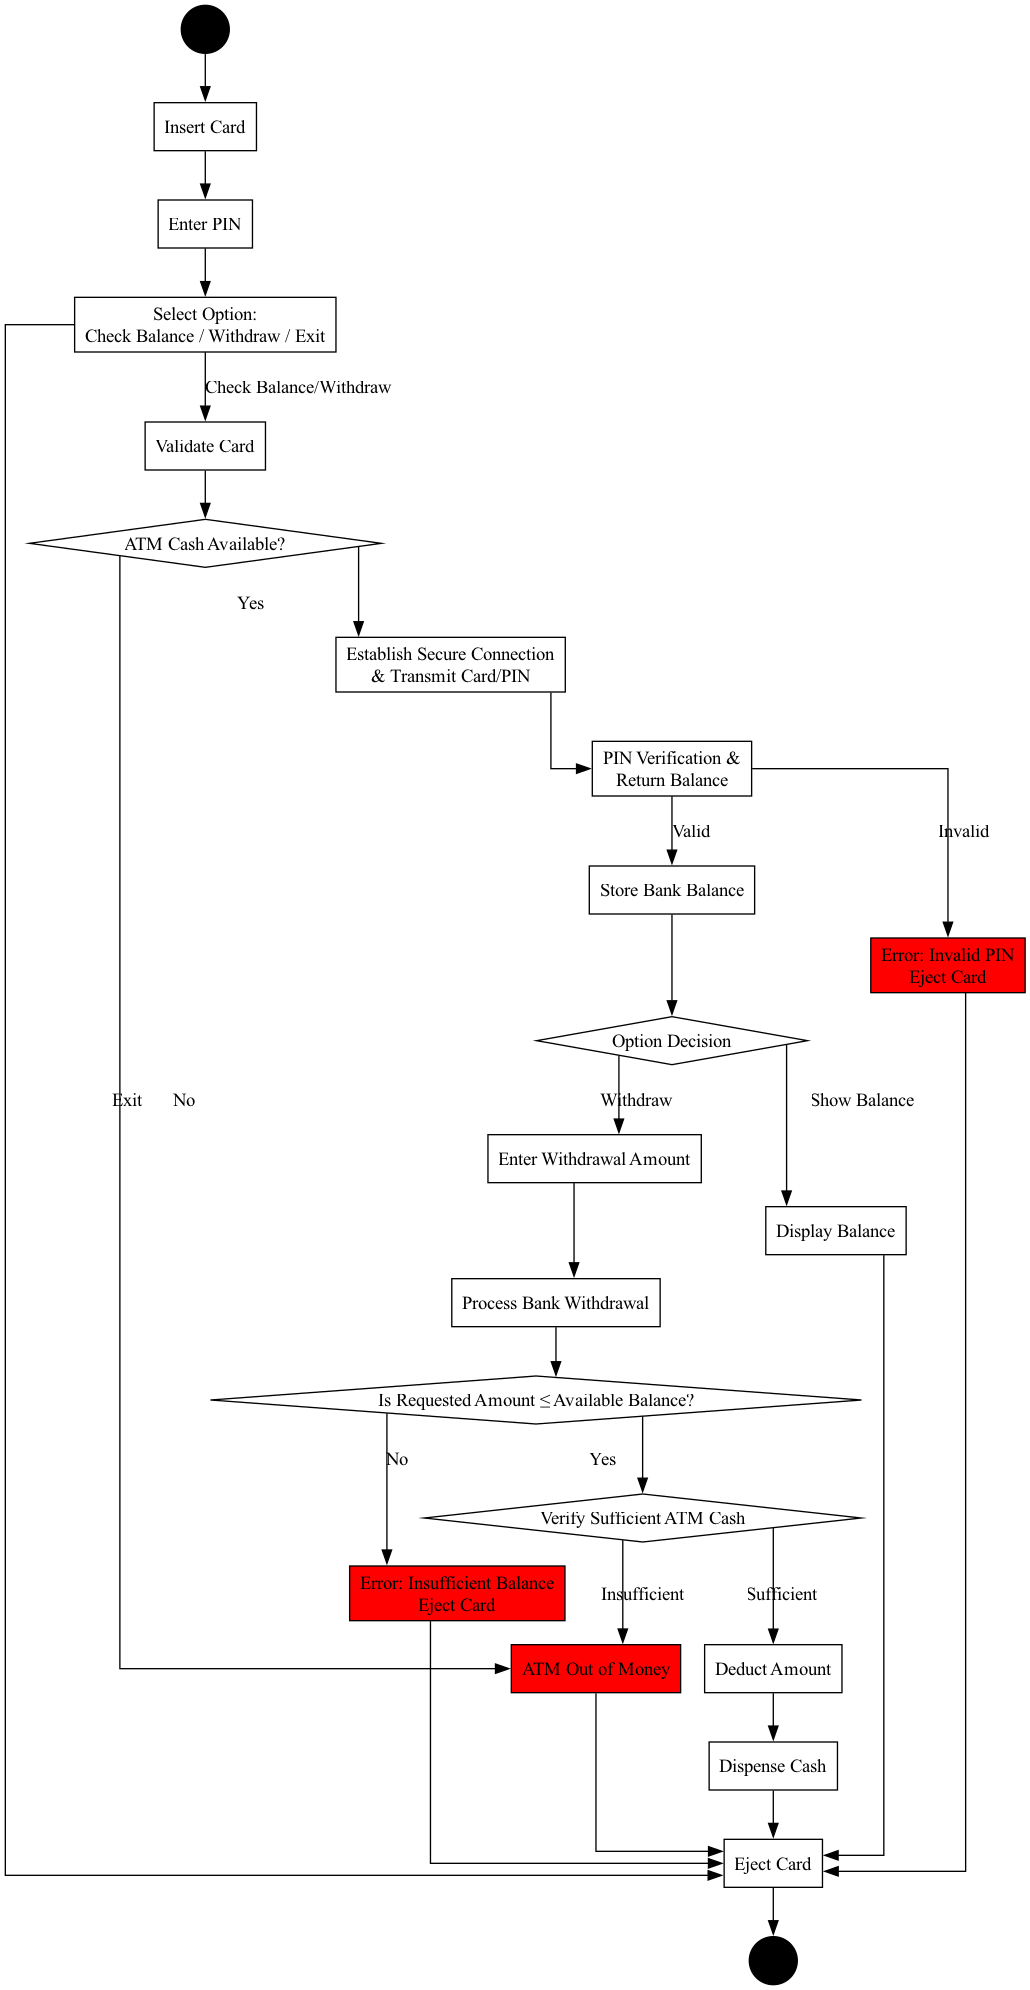 Insert Card
Enter PIN
Select Option:
Check Balance / Withdraw / Exit
Check Balance/Withdraw
Validate Card
ATM Cash Available?
Yes
Establish Secure Connection
& Transmit Card/PIN
PIN Verification &
Return Balance
Valid
Invalid
Store Bank Balance
Error: Invalid PIN
Eject Card
Option Decision
Exit
No
Withdraw
Show Balance
Enter Withdrawal Amount
Display Balance
Process Bank Withdrawal
Is Requested Amount ≤ Available Balance?
No
Yes
Verify Sufficient ATM Cash
Error: Insufficient Balance
Eject Card
Insufficient
Sufficient
ATM Out of Money
Deduct Amount
Dispense Cash
Eject Card